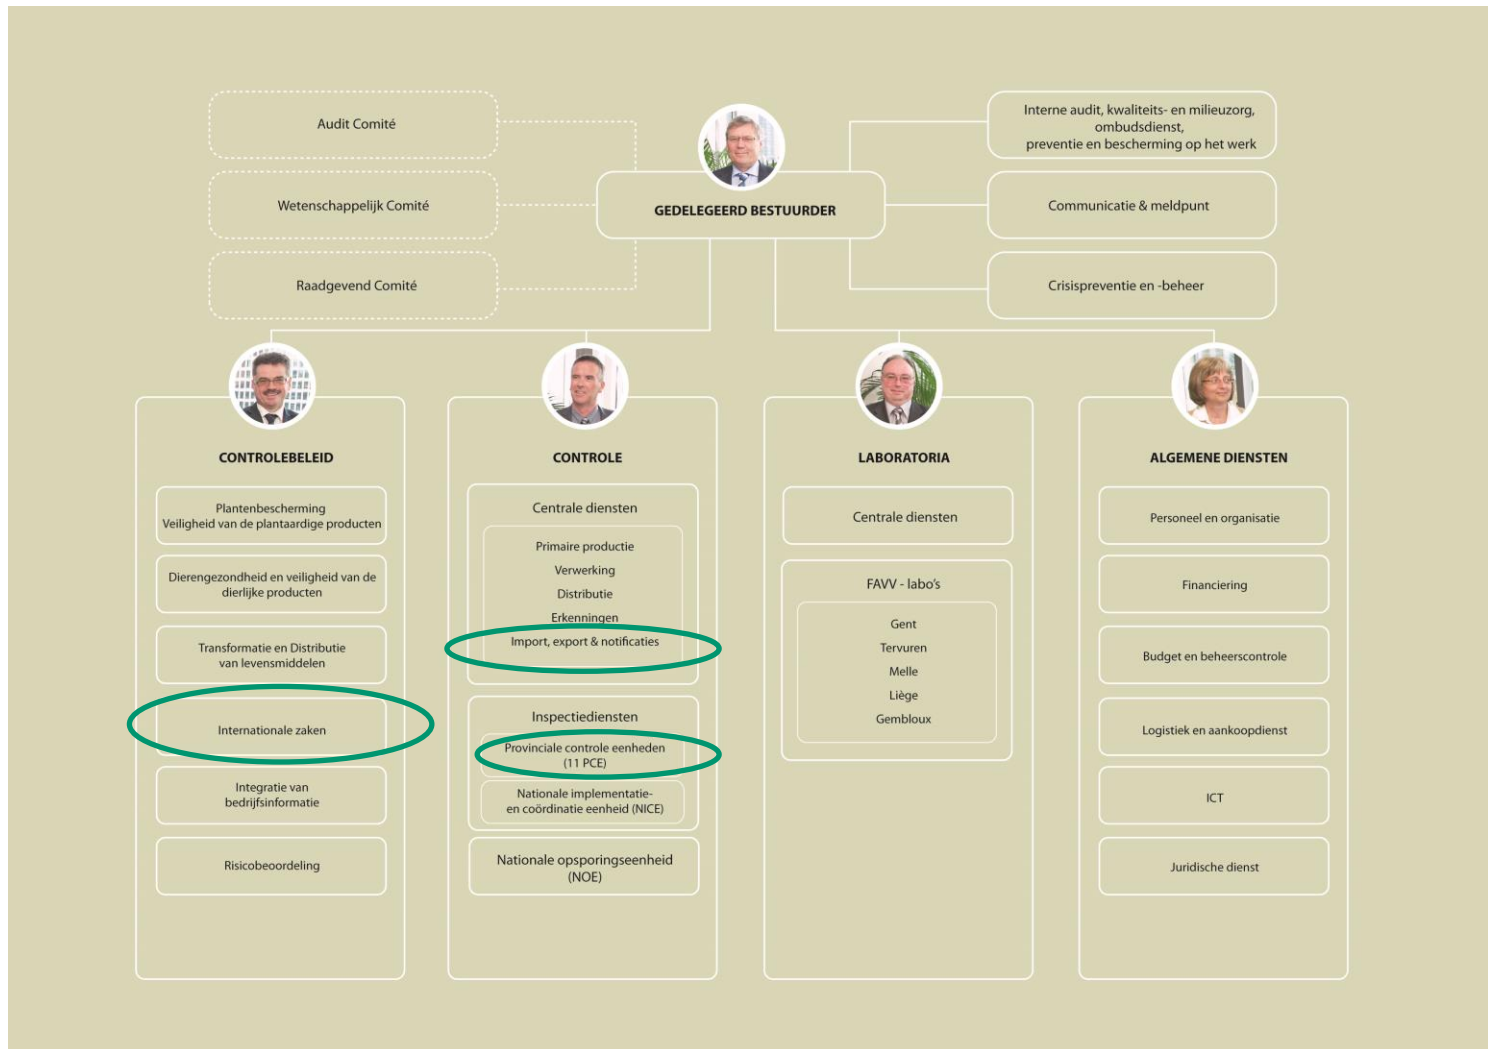 Audit Comité
Wetenschappelijk Comité
Raadgevend Comité
GEDELEGEERD BESTUURDER
Interne audit, kwaliteits- en milieuzorg,
ombudsdienst,
preventie en bescherming op het werk
Communicatie & meldpunt
Crisispreventie en -beheer
CONTROLEBELEID
Plantenbescherming
Veiligheid van de plantaardige producten
Dierengezondheid en veiligheid van de
dierlijke producten
Transformatie en Distributie
van levensmiddelen
Internationale zaken
Integratie van
bedrijfsinformatie
Risicobeoordeling
CONTROLE
Centrale diensten
Primaire productie
Verwerking
Distributie
Erkenningen
Import, export & notificaties
Inspectiediensten
Provinciale controle eenheden
(11 PCE)
Nationale implementatie-
en coördinatie eenheid (NICE)
Nationale opsporingseenheid
(NOE)
LABORATORIA
Centrale diensten
FAVV - labo's
Gent
Tervuren
Melle
Liège
Gembloux
ALGEMENE DIENSTEN
Personeel en organisatie
Financiering
Budget en beheerscontrole
Logistiek en aankoopdienst
ICT
Juridische dienst